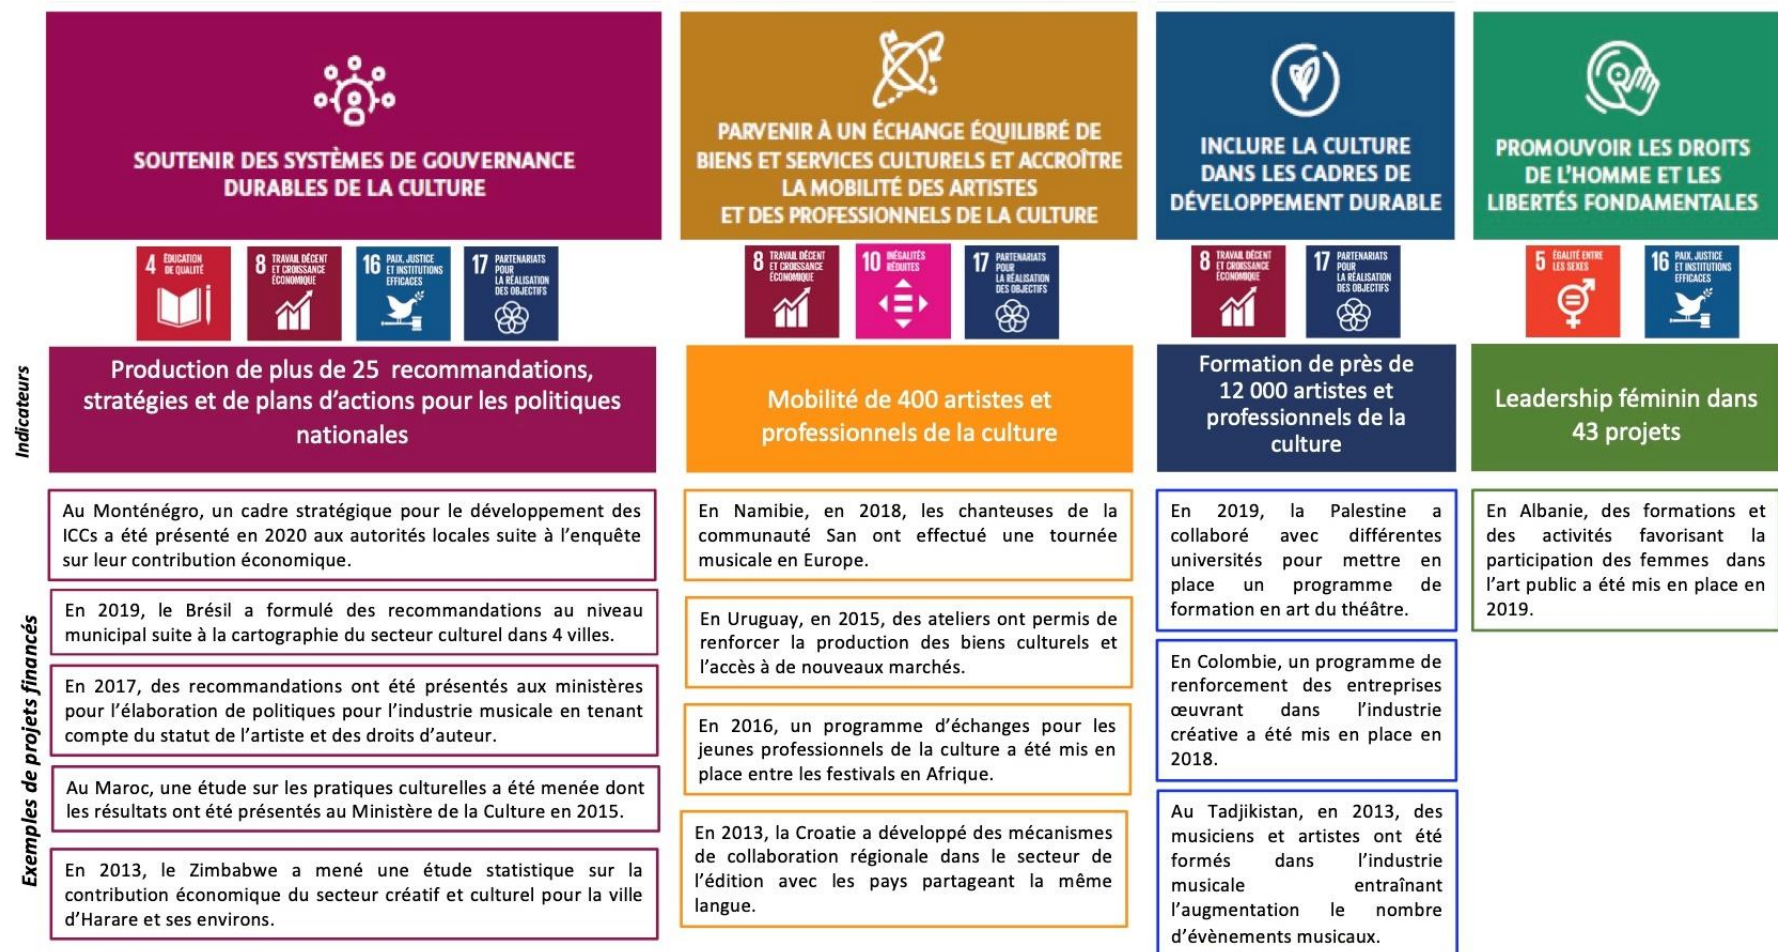 SOUTENIR DES SYSTÈMES DE GOUVERNANCE
DURABLES DE LA CULTURE
4 ÉDUCATION
DE QUALITÉ
8 TRAVAIL DÉCENT
ET CROISSANCE
ÉCONOMIQUE
16 PAIX, JUSTICE
ET INSTITUTIONS
EFFICACES
17 PARTENARIATS
POUR
LA RÉALISATION
DES OBJECTIFS
Indicateurs
Production de plus de 25 recommandations,
stratégies et de plans d’actions pour les politiques
nationales
Exemples de projets financés
Au Monténégro, un cadre stratégique pour le développement des
ICCs a été présenté en 2020 aux autorités locales suite à l’enquête
sur leur contribution économique.
En 2019, le Brésil a formulé des recommandations au niveau
municipal suite à la cartographie du secteur culturel dans 4 villes.
En 2017, des recommandations ont été présentés aux ministères
pour l’élaboration de politiques pour l’industrie musicale en tenant
compte du statut de l’artiste et des droits d’auteur.
Au Maroc, une étude sur les pratiques culturelles a été menée dont
les résultats ont été présentés au Ministère de la Culture en 2015.
En 2013, le Zimbabwe a mené une étude statistique sur la
contribution économique du secteur créatif et culturel pour la ville
d’Harare et ses environs.
PARVENIR À UN ÉCHANGE ÉQUILIBRÉ DE
BIENS ET SERVICES CULTURELS ET ACCROÎTRE
LA MOBILITÉ DES ARTISTES
ET DES PROFESSIONNELS DE LA CULTURE
8 TRAVAIL DÉCENT
ET CROISSANCE
ÉCONOMIQUE
10 INÉGALITÉS
RÉDUITES
17 PARTENARIATS
POUR
LA RÉALISATION
DES OBJECTIFS
Mobilité de 400 artistes et
professionnels de la culture
En Namibie, en 2018, les chanteuses de la
communauté San ont effectué une tournée
musicale en Europe.
En Uruguay, en 2015, des ateliers ont permis de
renforcer la production des biens culturels et
l’accès à de nouveaux marchés.
En 2016, un programme d’échanges pour les
jeunes professionnels de la culture a été mis en
place entre les festivals en Afrique.
En 2013, la Croatie a développé des mécanismes
de collaboration régionale dans le secteur de
l’édition avec les pays partageant la même
langue.
INCLURE LA CULTURE
DANS LES CADRES DE
DÉVELOPPEMENT DURABLE
8 TRAVAIL DÉCENT
ET CROISSANCE
ÉCONOMIQUE
17 PARTENARIATS
POUR
LA RÉALISATION
DES OBJECTIFS
Formation de près de
12 000 artistes et
professionnels de la
culture
En 2019, la Palestine a
collaboré avec différentes
universités pour mettre en
place un programme de
formation en art du théâtre.
En Colombie, un programme de
renforcement des entreprises
œuvrant dans l’industrie
créative a été mis en place en
2018.
Au Tadjikistan, en 2013, des
musiciens et artistes ont été
formés dans l’industrie
musicale entraînant
l’augmentation le nombre
d’évènements musicaux.
PROMOUVOIR LES DROITS
DE L’HOMME ET LES
LIBERTÉS FONDAMENTALES
5 ÉGALITÉ ENTRE
LES SEXES
16 PAIX, JUSTICE
ET INSTITUTIONS
EFFICACES
Leadership féminin dans
43 projets
En Albanie, des formations et
des activités favorisant la
participation des femmes dans
l’art public a été mis en place en
2019.